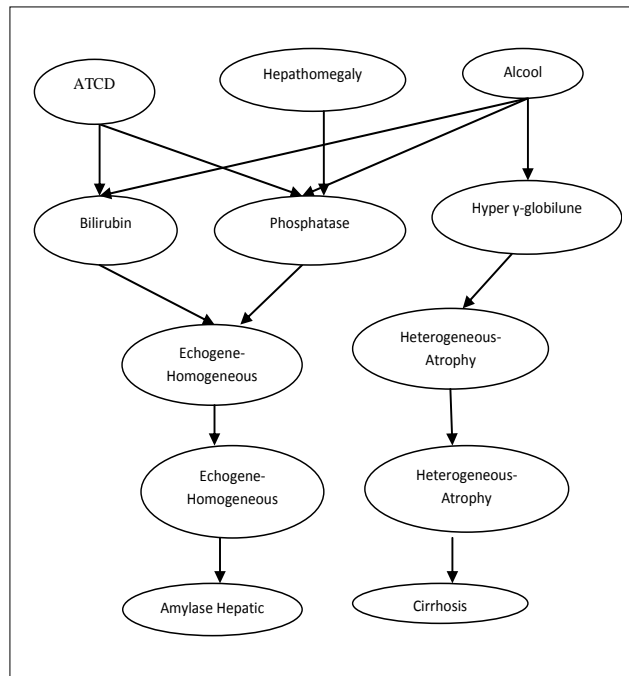 ATCD
Hepathomegaly
Alcool
Bilirubin
Phosphatase
Hyper γ-globilune
Echogene-
Homogeneous
Heterogeneous-
Atrophy
Echogene-
Homogeneous
Heterogeneous-
Atrophy
Amylase Hepatic
Cirrhosis